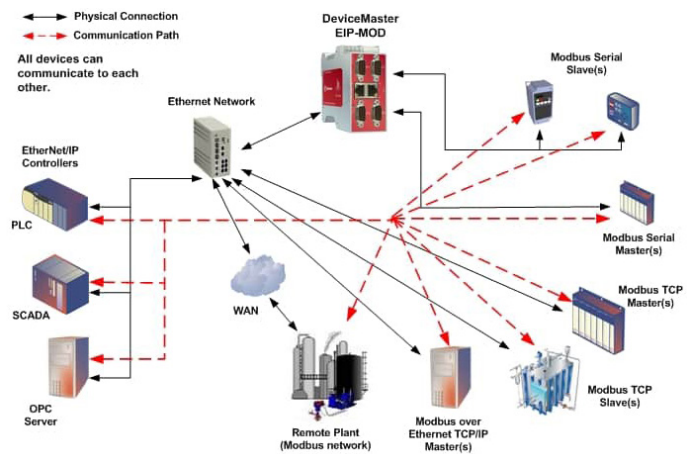 Physical Connection
Communication Path
All devices can
communicate to each
other.
DeviceMaster
EIP-MOD
Ethernet Network
Modbus Serial
Slave(s)
EtherNet/IP
Controllers
PLC
Modbus Serial
Master(s)
SCADA
WAN
Modbus TCP
Master(s)
OPC
Server
Remote Plant
(Modbus network)
Modbus over
Ethernet TCP/IP
Master(s)
Modbus TCP
Slave(s)